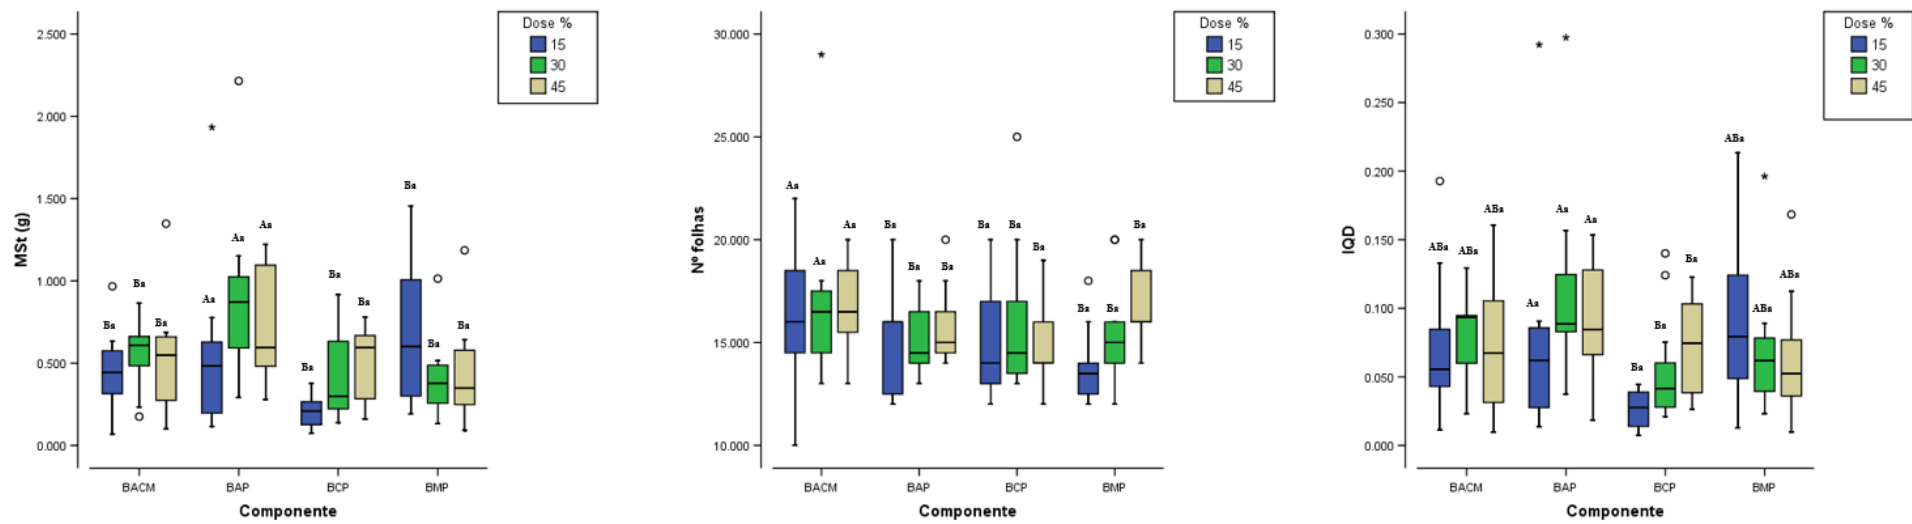 Dose %
15
30
45
MSt (g)
2.500
2.000
1.500
1.000
0.500
0.000
Ba
Ba
Ba
Aa
Aa
Aa
Ba
Ba
Ba
Ba
Ba
Ba
BACM
BAP
BCP
BMP
Componente
Dose %
15
30
45
Nº folhas
30.000
25.000
20.000
15.000
10.000
Aa
Aa
Aa
Ba
Ba
Ba
Ba
Ba
Ba
Ba
Ba
Ba
BACM
BAP
BCP
BMP
Componente
Dose %
15
30
45
IQD
0.300
0.250
0.200
0.150
0.100
0.050
0.000
ABa
ABa
ABa
Aa
Aa
Aa
Ba
Ba
Ba
ABa
ABa
ABa
BACM
BAP
BCP
BMP
Componente